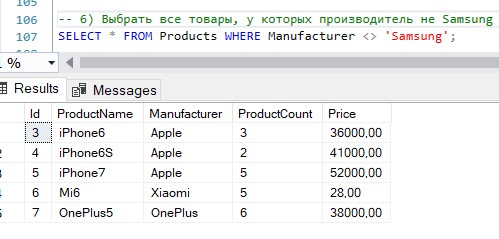 105
106 -- 6) Выбрать все товары, у которых производитель не Samsung
107 SELECT * FROM Products WHERE Manufacturer <> 'Samsung';
%
Results Messages
Id ProductName Manufacturer ProductCount Price
3 iPhone6 Apple 3 36000,00
4 iPhone6S Apple 2 41000,00
5 iPhone7 Apple 5 52000,00
6 Mi6 Xiaomi 5 28,00
7 OnePlus5 OnePlus 6 38000,00